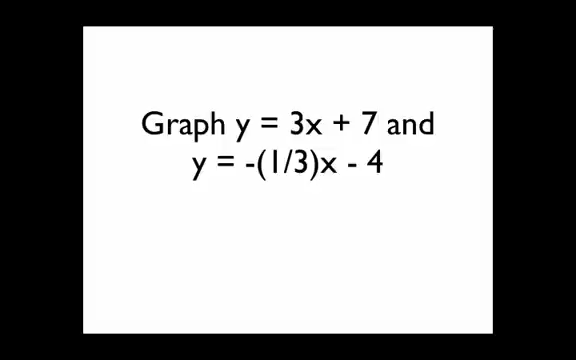 Graph y = 3x + 7 and
y = -(1/3)x - 4